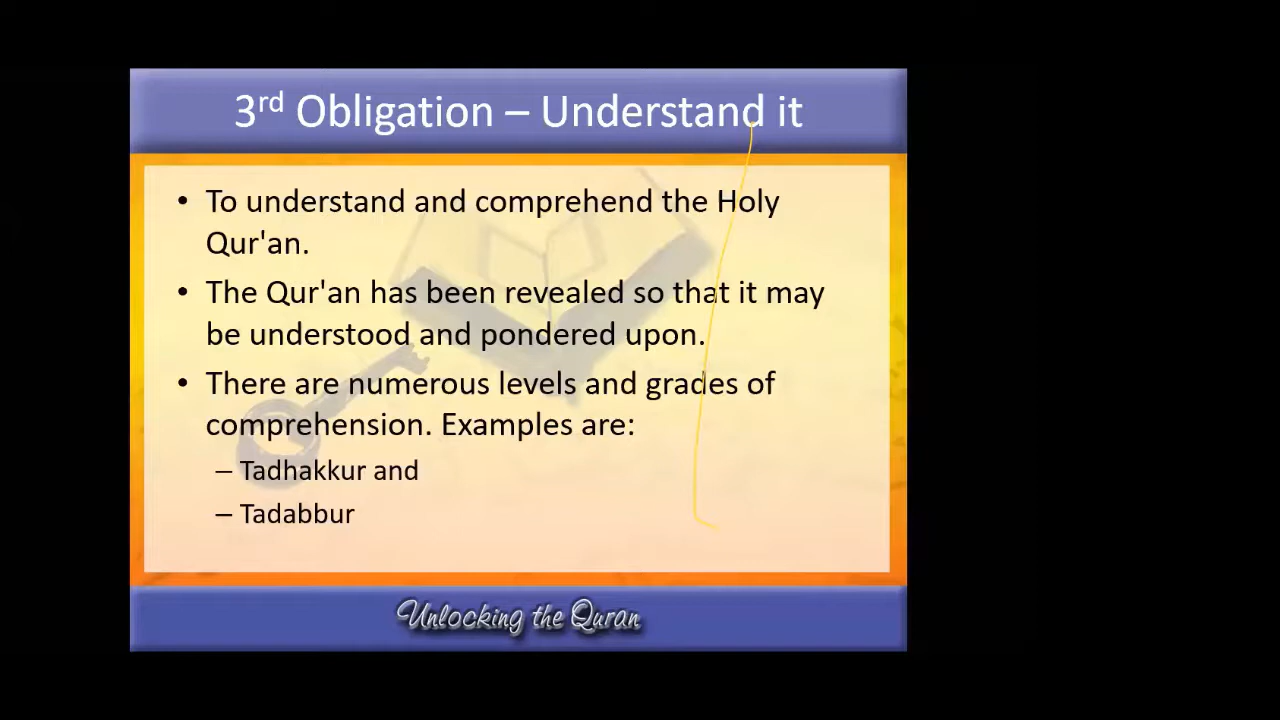 3rd Obligation – Understand it
• To understand and comprehend the Holy
Qur'an.
• The Qur'an has been revealed so that it may
be understood and pondered upon.
• There are numerous levels and grades of
comprehension. Examples are:
– Tadhakkur and
– Tadabbur
Unlocking the Quran